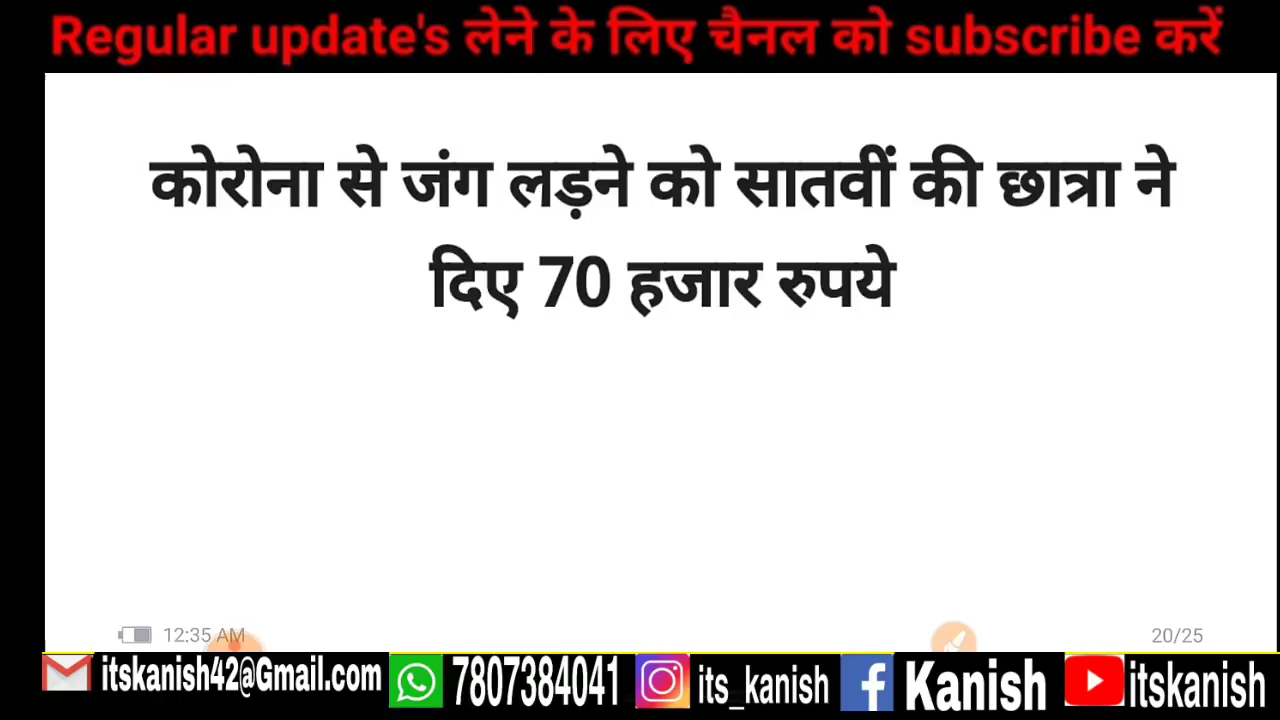 Regular update's लेने के लिए चैनल को subscribe करें
कोरोना से जंग लड़ने को सातवीं की छात्रा ने
दिए 70 हजार रुपये
12:35 AM 20/25
itskanish42@Gmail.com 7807384041 its_kanish Kanish itskanish